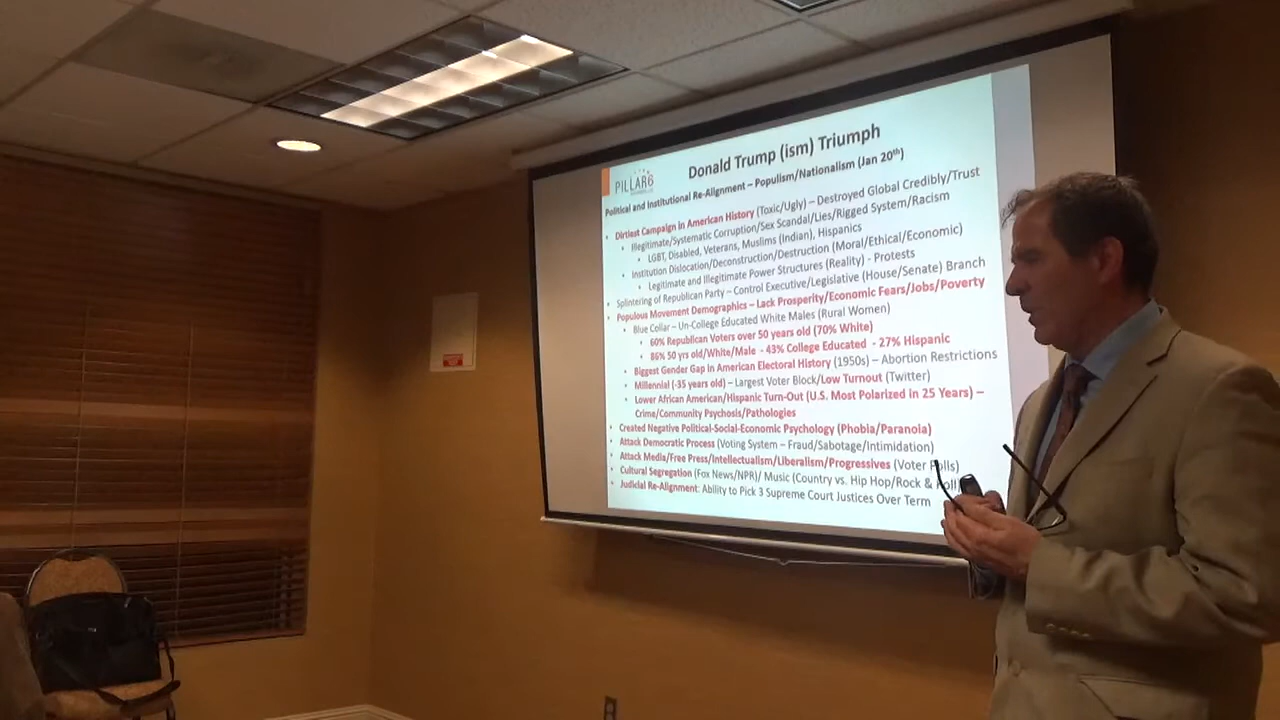 Donald Trump (ism) Triumph
PILLAR6
Political and Institutional Re-Alignment – Populism/Nationalism (Jan 20th)
• Dirtiest Campaign in American History (Toxic/Ugly) – Destroyed Global Credibly/Trust
• Illegitimate/Systematic Corruption/Sex Scandal/Lies/Rigged System/Racism
• LGBT, Disabled, Veterans, Muslims (Indian), Hispanics
• Institution Dislocation/Deconstruction/Destruction (Moral/Ethical/Economic)
• Legitimate and Illegitimate Power Structures (Reality) - Protests
• Splintering of Republican Party – Control Executive/Legislative (House/Senate) Branch
• Populous Movement Demographics – Lack Prosperity/Economic Fears/Jobs/Poverty
• Blue Collar – Un-College Educated White Males (Rural Women)
• 60% Republican Voters over 50 years old (70% White)
• 86% 50 yrs old/White/Male - 43% College Educated - 27% Hispanic
• Biggest Gender Gap in American Electoral History (1950s) – Abortion Restrictions
• Millennial (-35 years old) – Largest Voter Block/Low Turnout (Twitter)
• Lower African American/Hispanic Turn-Out (U.S. Most Polarized in 25 Years) –
Crime/Community Psychosis/Pathologies
• Created Negative Political-Social-Economic Psychology (Phobia/Paranoia)
• Attack Democratic Process (Voting System – Fraud/Sabotage/Intimidation)
• Attack Media/Free Press/Intellectualism/Liberalism/Progressives (Voter Polls)
• Cultural Segregation (Fox News/NPR)/ Music (Country vs. Hip Hop/Rock &
• Judicial Re-Alignment: Ability to Pick 3 Supreme Court Justices Over Term